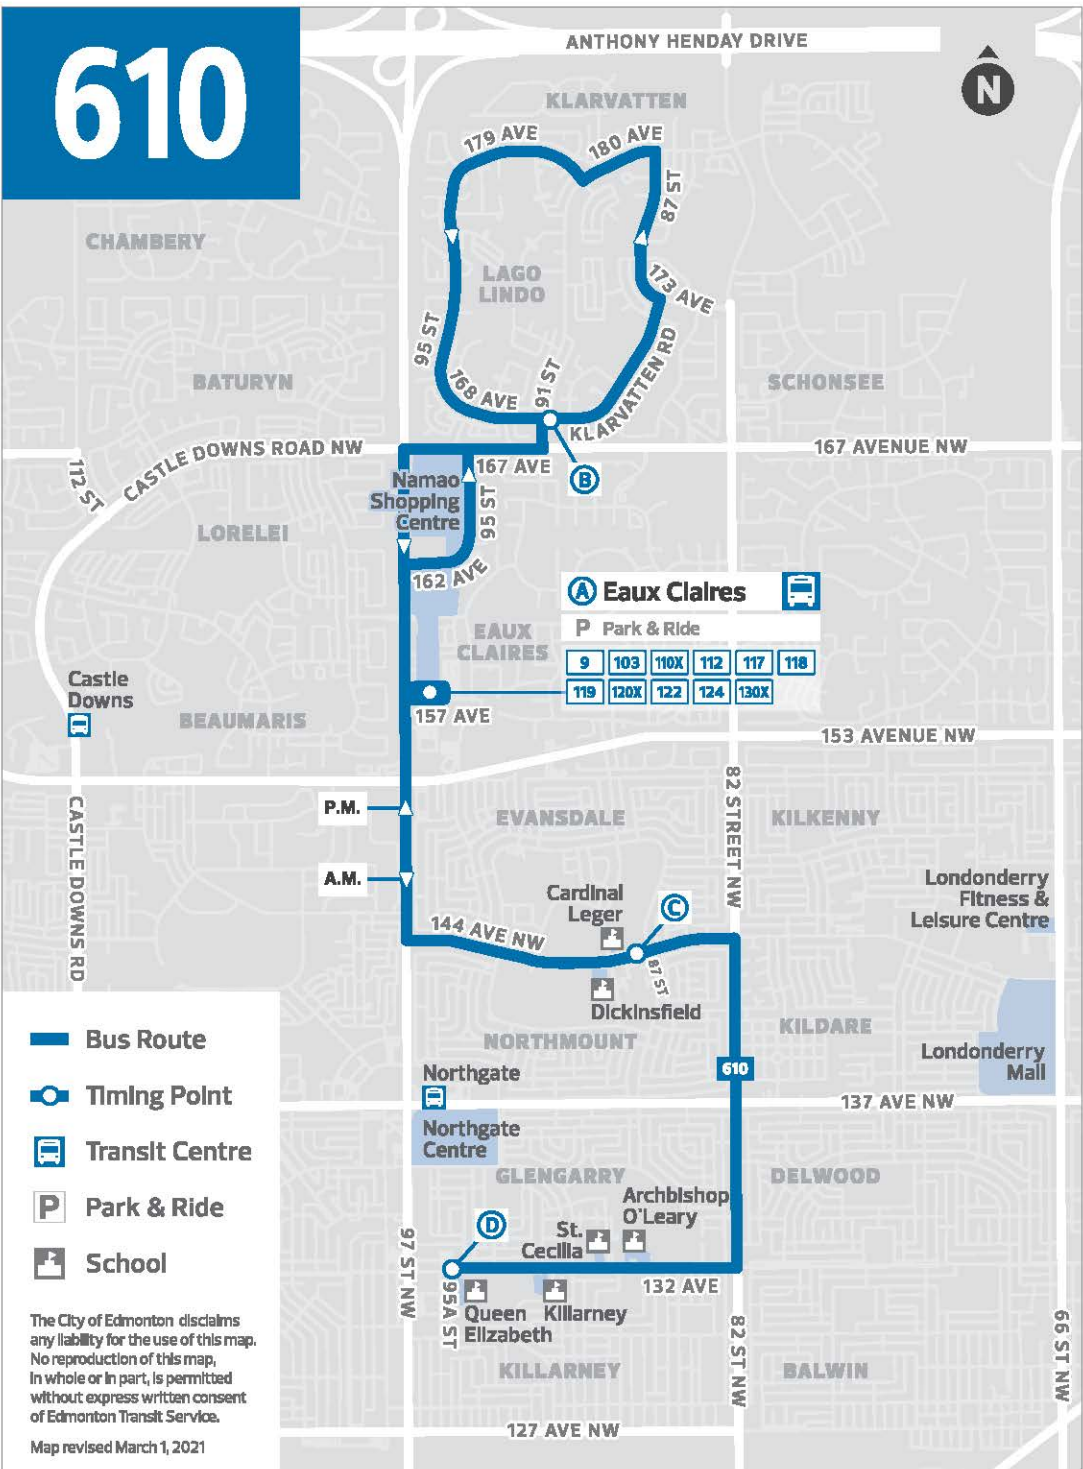 610
ANTHONY HENDAY DRIVE
N
KLARVATTEN
179 AVE
180 AVE
87 ST
CHAMBERY
LAGO
LINDO
173 AVE
95 ST
BATURYN
168 AVE
91 ST
KLARVATTEN RD
SCHONSEE
CASTLE DOWNS ROAD NW
167 AVENUE NW
112 ST
167 AVE
B
Namao
Shopping
Centre
95 ST
LORELEI
162 AVE
A Eaux Claires
P Park & Ride
9 103 110X 112 117 118
119 120X 122 124 130X
EAUX
CLAIRES
Castle
Downs
BEAUMARIS
157 AVE
153 AVENUE NW
82 STREET NW
P.M.
EVANSDALE
KILKENNY
CASTLE DOWNS RD
A.M.
Cardinal
Leger
C
Londonderry
Fitness &
Leisure Centre
144 AVE NW
87 ST
Dickinsfield
NORTHMOUNT
KILDARE
Londonderry
Mall
610
Northgate
137 AVE NW
Northgate
Centre
GLENGARRY
DELWOOD
Archbishop
O'Leary
St.
Cecilia
D
97 ST NW
132 AVE
95A ST
Queen
Elizabeth
Killarney
82 ST NW
66 ST NW
KILLARNEY
BALWIN
127 AVE NW
Bus Route
Timing Point
Transit Centre
P Park & Ride
School
The City of Edmonton disclaims
any liability for the use of this map.
No reproduction of this map,
in whole or in part, is permitted
without express written consent
of Edmonton Transit Service.
Map revised March 1, 2021